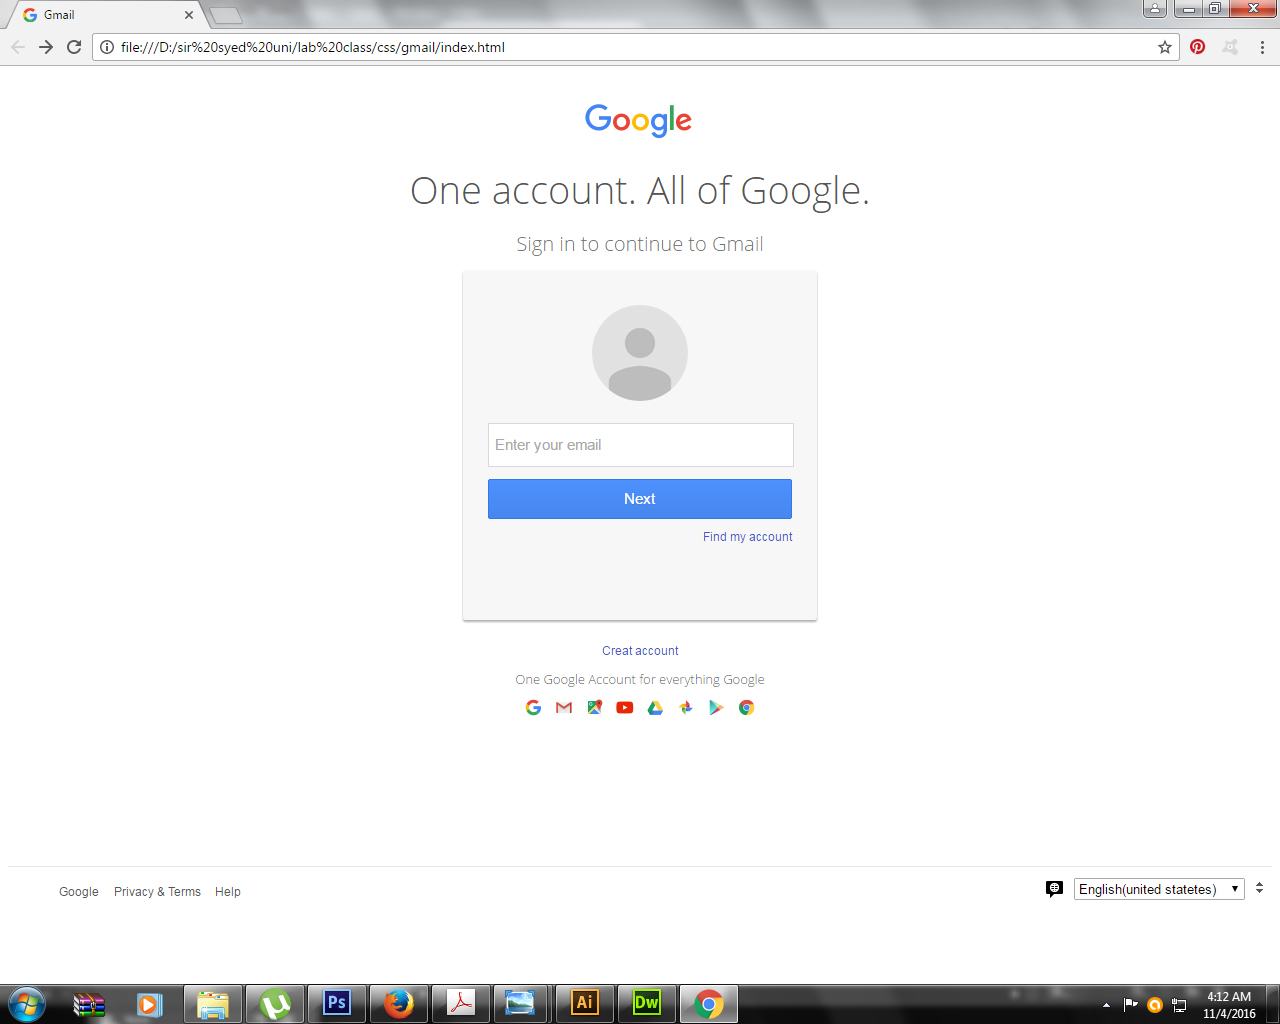 Gmail
file:///D:/sir%20syed%20uni/lab%20class/css/gmail/index.html
Google
One account. All of Google.
Sign in to continue to Gmail
Enter your email
Next
Find my account
Creat account
One Google Account for everything Google
Google Privacy & Terms Help
English(united statetes)
Ps
Ai
Dw
4:12 AM
11/4/2016